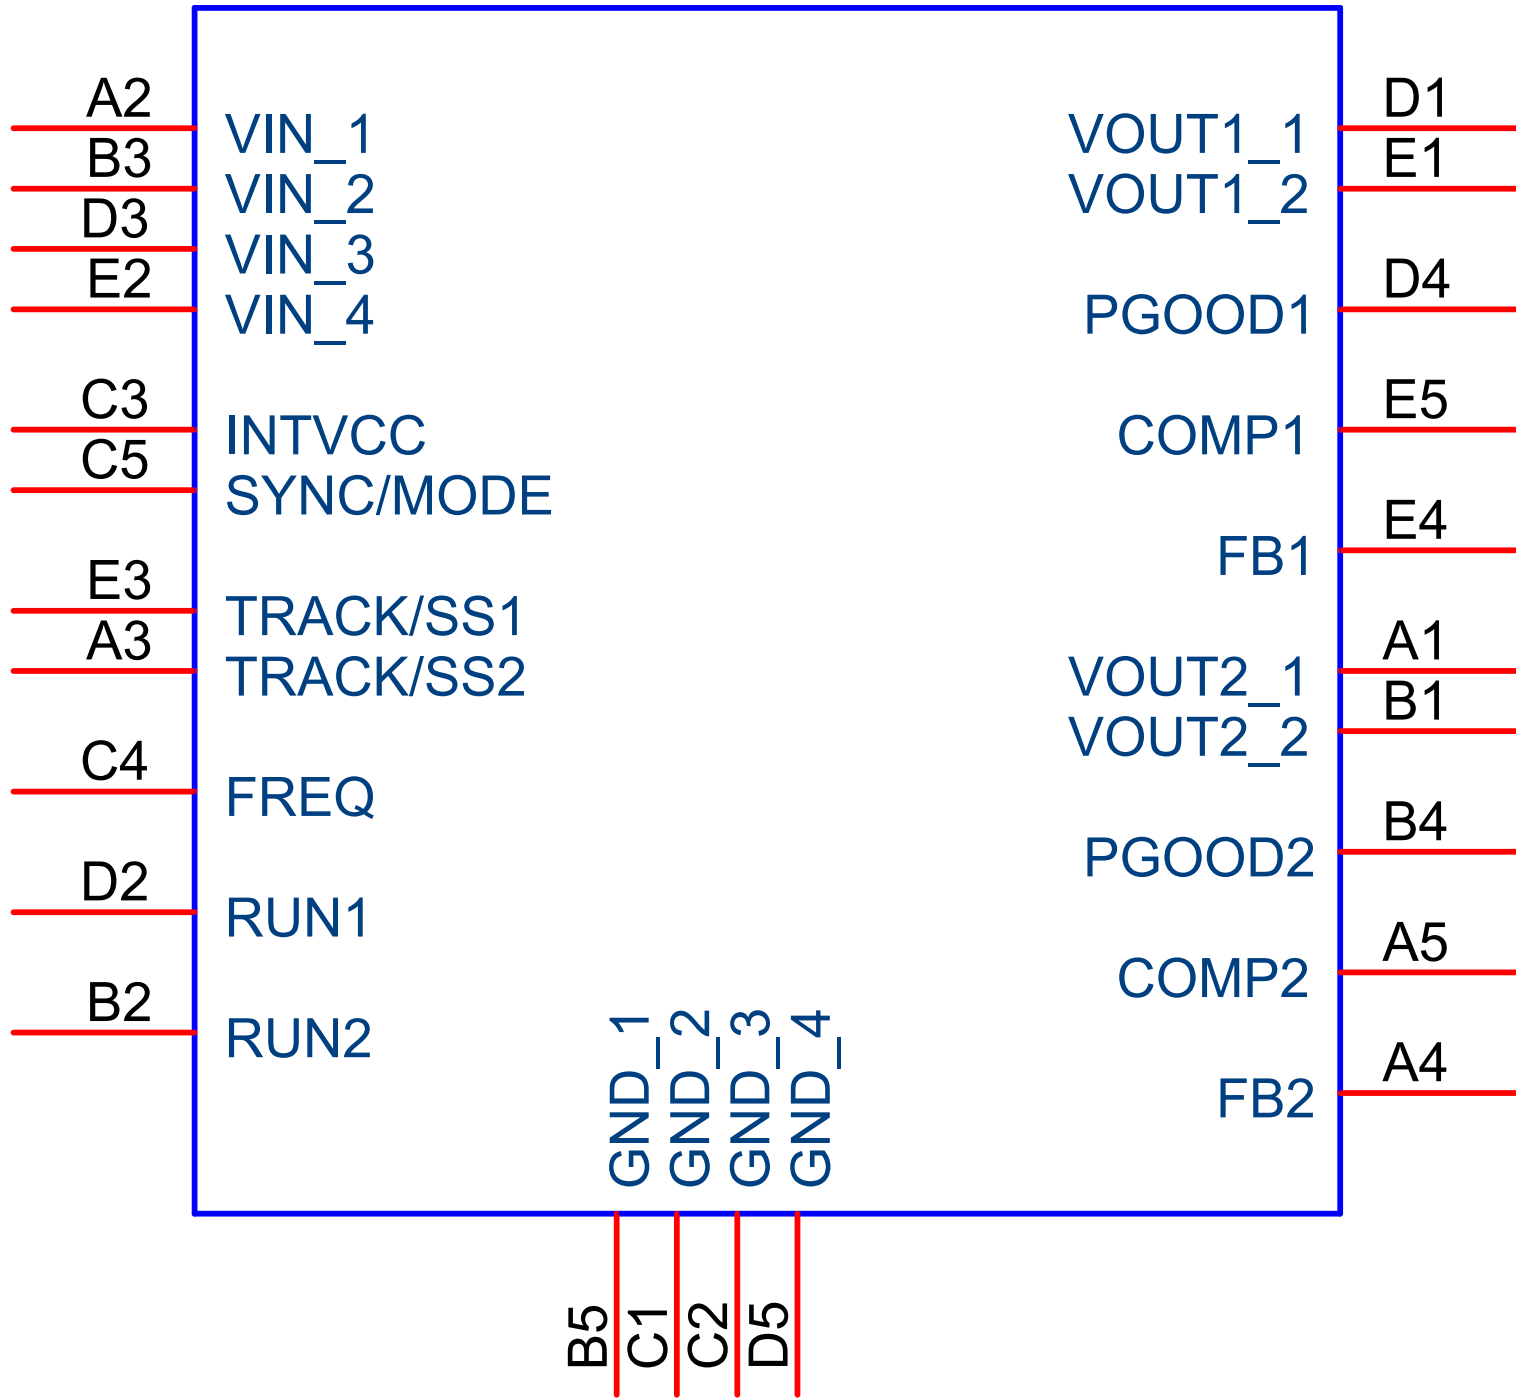 A2 VIN_1
B3 VIN_2
D3 VIN_3
E2 VIN_4
C3 INTVCC
C5 SYNC/MODE
E3 TRACK/SS1
A3 TRACK/SS2
C4 FREQ
D2 RUN1
B2 RUN2
VOUT1_1 D1
VOUT1_2 E1
PGOOD1 D4
COMP1 E5
FB1 E4
VOUT2_1 A1
VOUT2_2 B1
PGOOD2 B4
COMP2 A5
FB2 A4
B5 GND_1
C1 GND_2
C2 GND_3
D5 GND_4